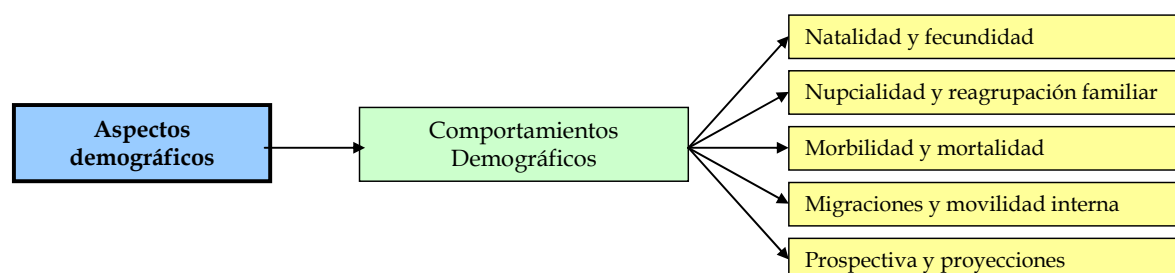 Aspectos
demográficos
Comportamientos
Demográficos
Natalidad y fecundidad
Nupcialidad y reagrupación familiar
Morbilidad y mortalidad
Migraciones y movilidad interna
Prospectiva y proyecciones